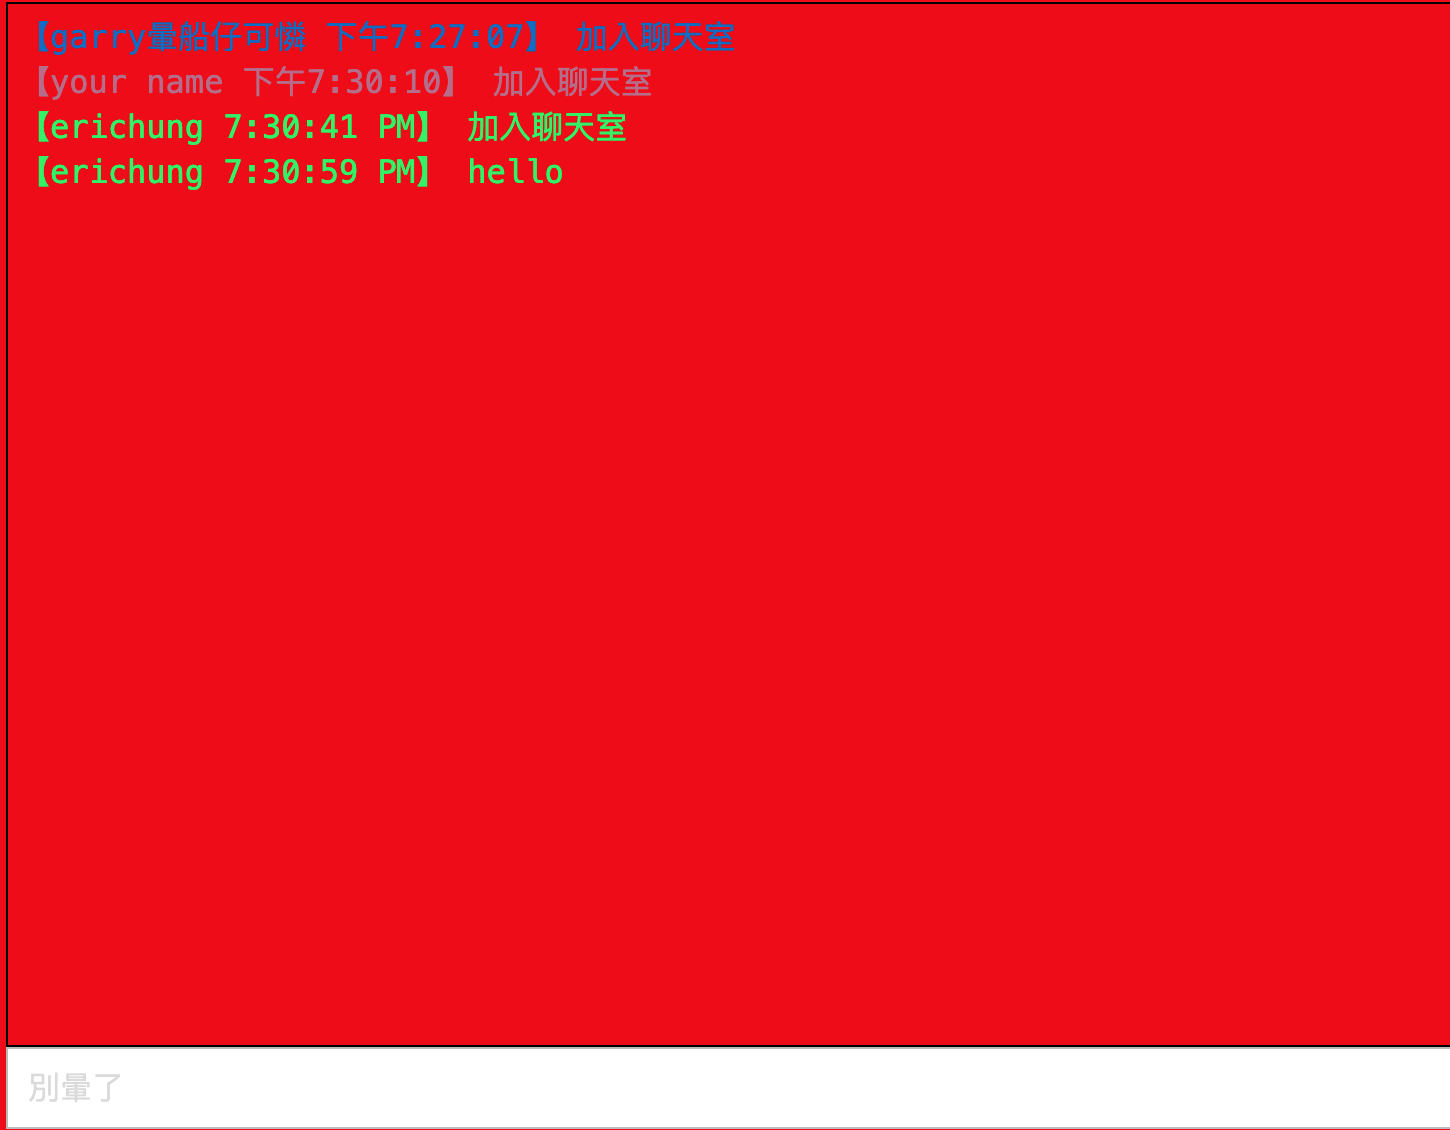 【garry暈船仔可憐 下午7:27:07】 加入聊天室
【your name 下午7:30:10】 加入聊天室
【erichung 7:30:41 PM】 加入聊天室
【erichung 7:30:59 PM】 hello
別暈了